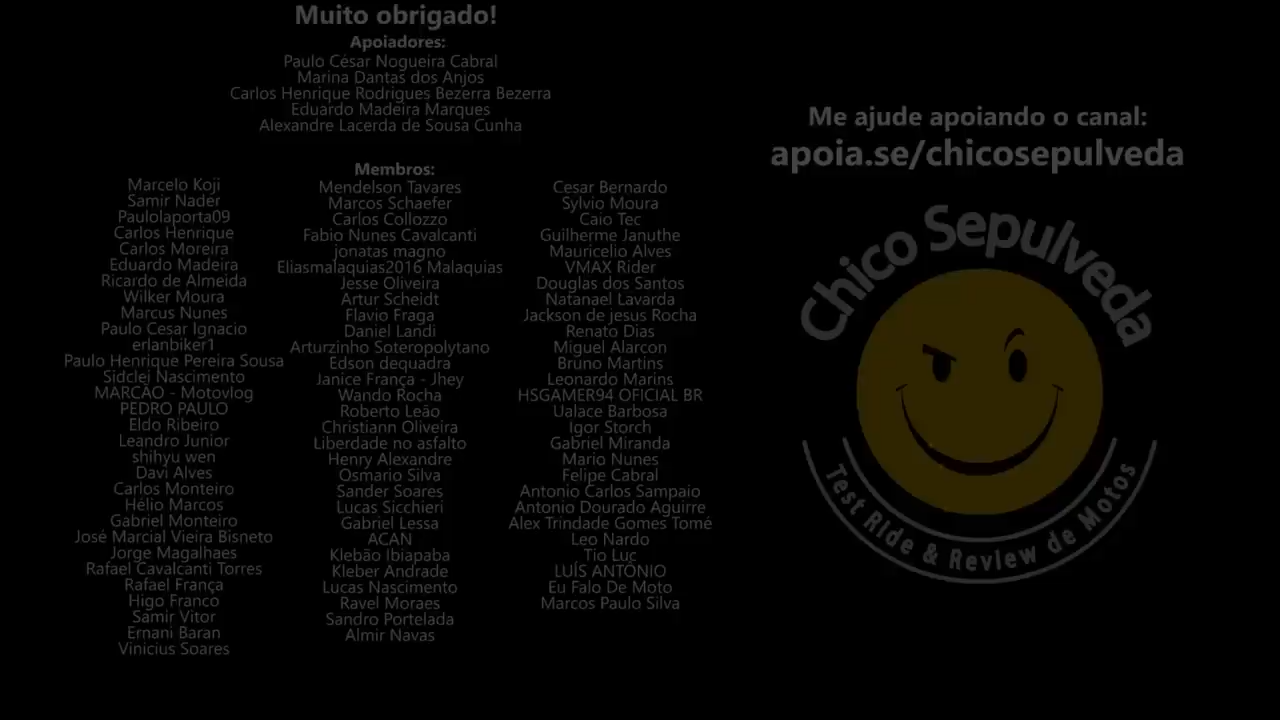 Muito obrigado!
Apoiadores:
Paulo César Nogueira Cabral
Marina Dantas dos Anjos
Carlos Henrique Rodrigues Bezerra Bezerra
Eduardo Madeira Marques
Alexandre Lacerda de Sousa Cunha
Membros:
Marcelo Koji
Samir Nader
Paulolaporta09
Carlos Henrique
Carlos Moreira
Eduardo Madeira
Ricardo de Almeida
Wilker Moura
Marcus Nunes
Paulo Cesar Ignacio
erlanbiker1
Paulo Henrique Pereira Sousa
Sidclei Nascimento
MARCÃO - Motovlog
PEDRO PAULO
Eldo Ribeiro
Leandro Junior
shihyu wen
Davi Alves
Carlos Monteiro
Hélio Marcos
Gabriel Monteiro
José Marcial Vieira Bisneto
Jorge Magalhaes
Rafael Cavalcanti Torres
Rafael França
Higo Franco
Samir Vitor
Ernani Baran
Vinicius Soares
Mendelson Tavares
Marcos Schaefer
Carlos Collozzo
Fabio Nunes Cavalcanti
jonatas magno
Eliasmalaquias2016 Malaquias
Jesse Oliveira
Artur Scheidt
Flavio Fraga
Daniel Landi
Arturzinho Soteropolytano
Edson dequadra
Janice França - Jhey
Wando Rocha
Roberto Leão
Christiann Oliveira
Liberdade no asfalto
Henry Alexandre
Osmario Silva
Sander Soares
Lucas Sicchieri
Gabriel Lessa
ACAN
Klebão Ibiapaba
Kleber Andrade
Lucas Nascimento
Ravel Moraes
Sandro Portelada
Almir Navas
Cesar Bernardo
Sylvio Moura
Caio Tec
Guilherme Januthe
Mauricelio Alves
VMAX Rider
Douglas dos Santos
Natanael Lavarda
Jackson de jesus Rocha
Renato Dias
Miguel Alarcon
Bruno Martins
Leonardo Marins
HSGAMER94 OFICIAL BR
Ualace Barbosa
Igor Storch
Gabriel Miranda
Mario Nunes
Felipe Cabral
Antonio Carlos Sampaio
Antonio Dourado Aguirre
Alex Trindade Gomes Tomé
Leo Nardo
Tio Luc
LUÍS ANTÔNIO
Eu Falo De Moto
Marcos Paulo Silva
Me ajude apoiando o canal:
apoia.se/chicosepulveda
Chico Sepulveda
Test Ride & Review de Motos